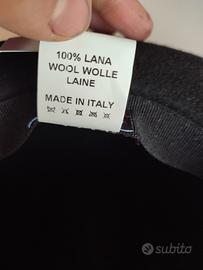 100% LANA
WOOL WOLLE
LAINE
MADE IN ITALY
subito